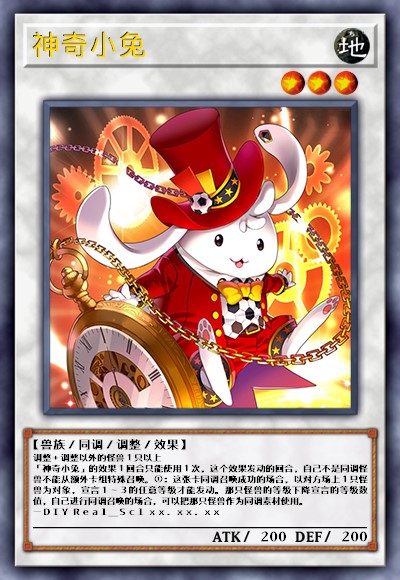 神奇小兔
地
【兽族/同调/调整/效果】
调整+调整以外的怪兽1只以上
「神奇小兔」的效果1回合只能使用1次，这个效果发动的回合，自己不是同调怪
兽不能从额外卡组特殊召唤。①：这张卡同调召唤成功的场合，以对方场上1只怪
兽为对象，宣言1－3的任意等级才能发动。那只怪兽的等级下降宣言的等级数
值，自己进行同调召唤的场合，可以把那只怪兽作为同调素材使用。
－DIYReal_Scl xx. xx. xx
ATK/ 200 DEF/ 200